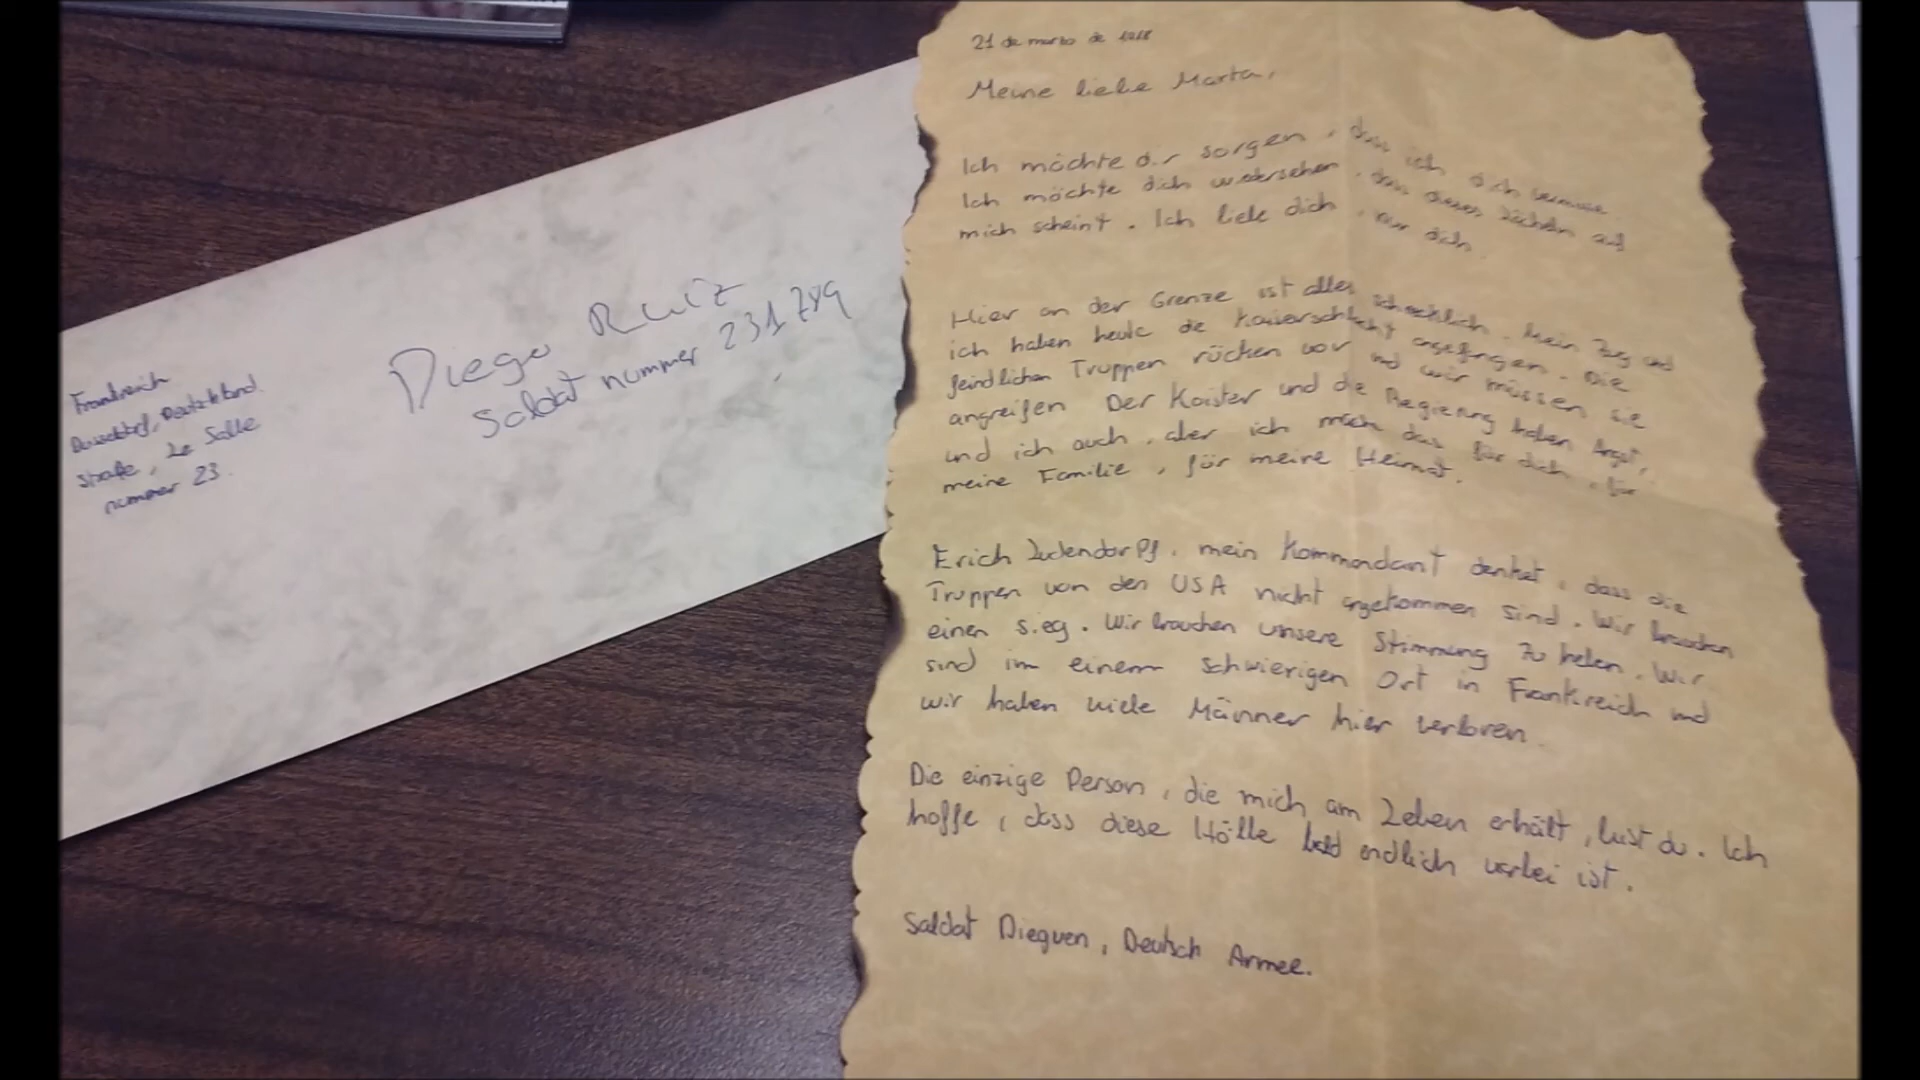 Frankreich
Dusseldorf, Deutzchland.
straße, La Salle
nummer 23.
Diego Ruiz
Soldat nummer 231789
21 de marzo de 1918
Meine liebe Marta,
Ich möchte dir sorgen, dass ich dich vermisse
Ich möchte dich wiedersehen, dass dieses Lächeln auf
mich scheint. Ich liebe dich, nur dich.
Hier an der Grenze ist alles schrecklich. Mein Zug und
ich haben heute die Kaiserschlacht angefangen. Die
feindlichen Truppen rücken vor und wir müssen sie
angreifen Der Kaister und die Regierung haben Angst,
und ich auch, aber ich mach das für dich, für
meine Familie, für meine Heimat.
Erich Ludendorff, mein Kommandant denket, dass die
Truppen von den USA nicht angekommen sind. Wir brauchen
einen sieg. Wir brauchen unsere Stimmung zu heben. Wir
sind im einem schwierigen Ort in Frankreich und
wir haben viele Männer hier verloren.
Die einzige Person, die mich am Leben erhält, bist du. Ich
hoffe, dass diese Hölle bald endlich vorbei ist.
Soldat Dieguen, Deutsch Armee.